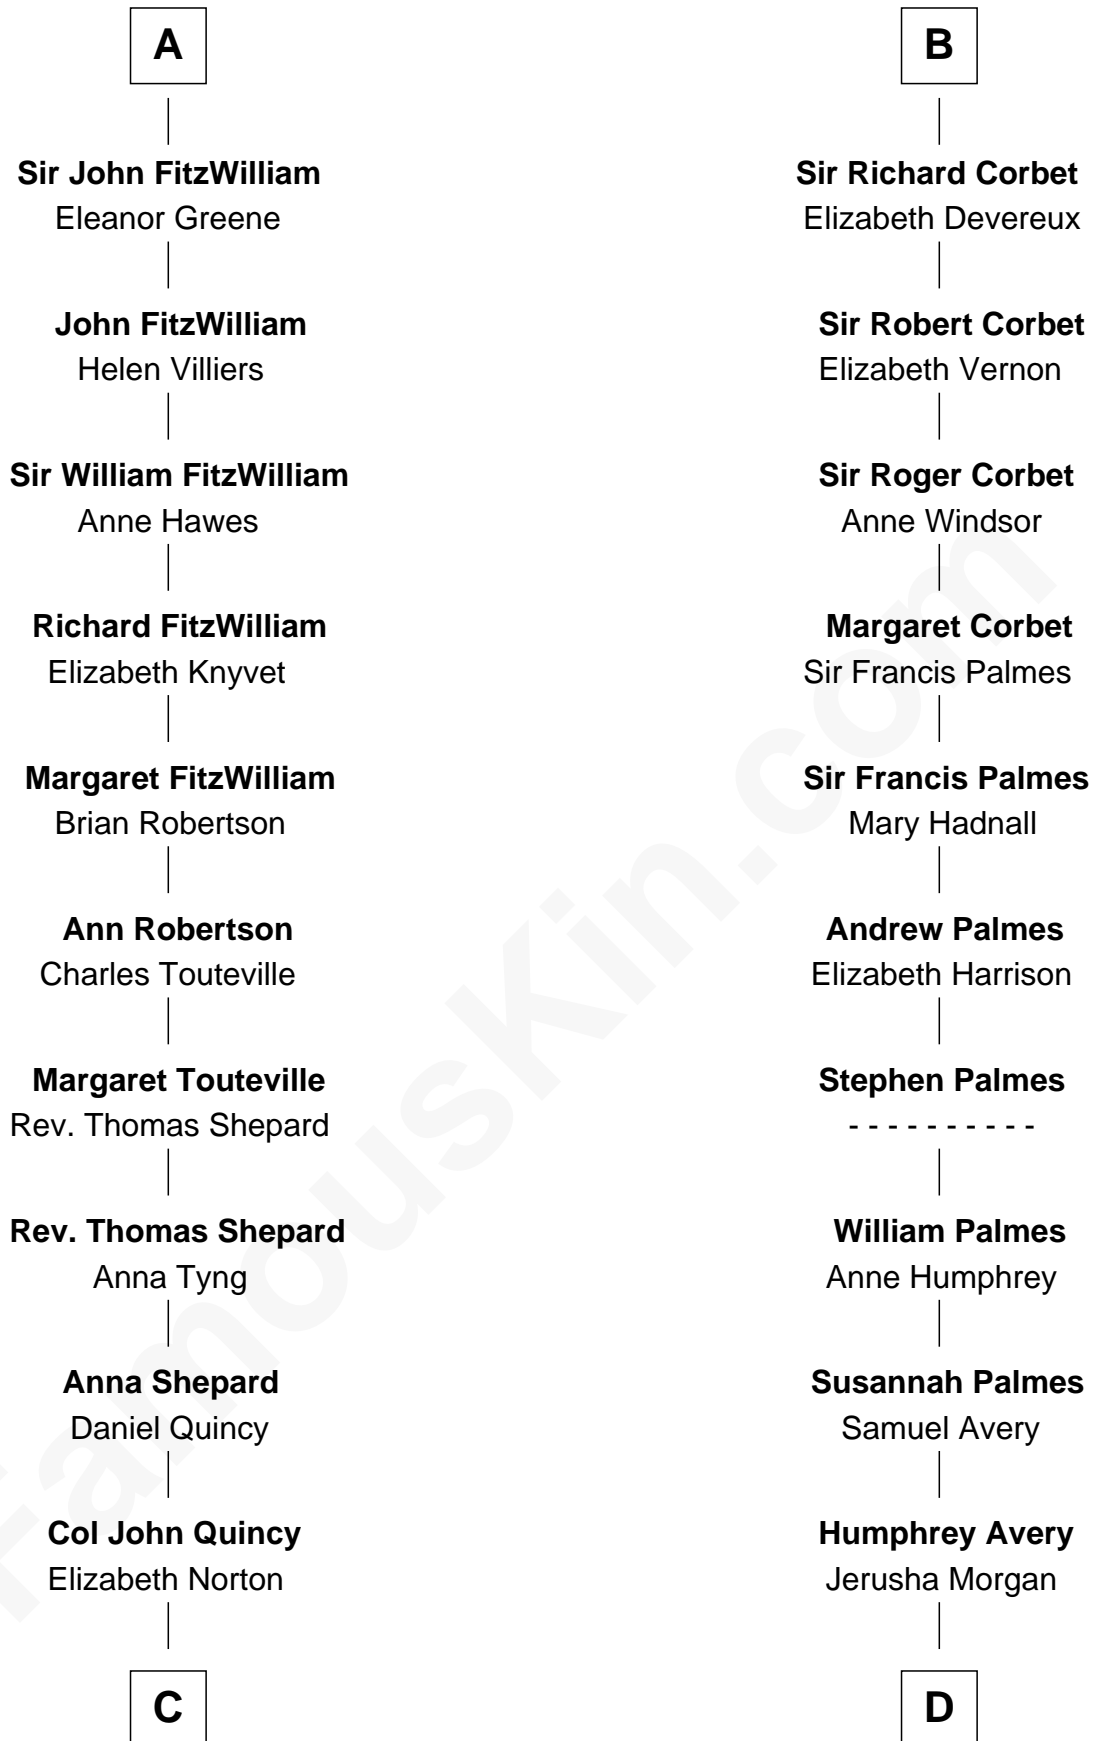 A
Sir John FitzWilliam
Eleanor Greene
John FitzWilliam
Helen Villiers
Sir William FitzWilliam
Anne Hawes
Richard FitzWilliam
Elizabeth Knyvet
Margaret FitzWilliam
Brian Robertson
Ann Robertson
Charles Touteville
Margaret Touteville
Rev. Thomas Shepard
Rev. Thomas Shepard
Anna Tyng
Anna Shepard
Daniel Quincy
Col John Quincy
Elizabeth Norton
C
B
Sir Richard Corbet
Elizabeth Devereux
Sir Robert Corbet
Elizabeth Vernon
Sir Roger Corbet
Anne Windsor
Margaret Corbet
Sir Francis Palmes
Sir Francis Palmes
Mary Hadnall
Andrew Palmes
Elizabeth Harrison
Stephen Palmes
- - - - - - - - - -
William Palmes
Anne Humphrey
Susannah Palmes
Samuel Avery
Humphrey Avery
Jerusha Morgan
D
FamousKin.com